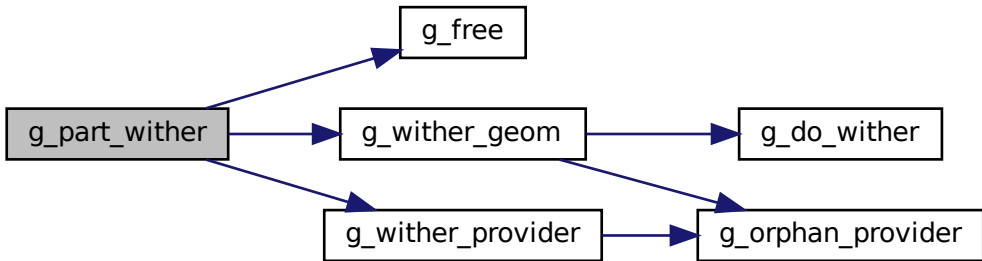 g_free
g_part_wither
g_wither_geom
g_do_wither
g_wither_provider
g_orphan_provider